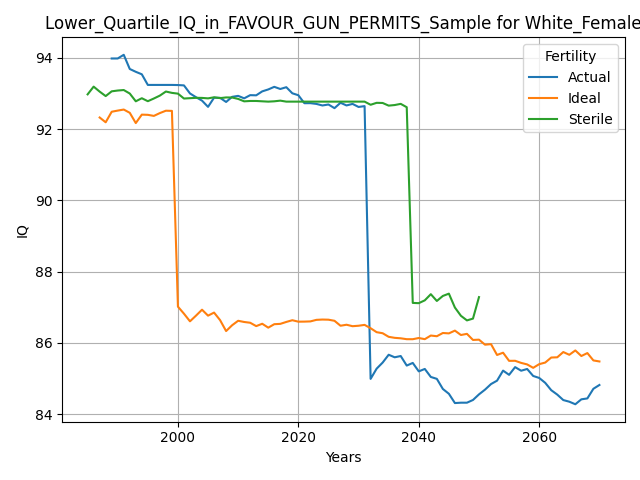 Lower_Quartile_IQ_in_FAVOUR_GUN_PERMITS_Sample for White_Female
Fertility
Actual
Ideal
Sterile
94
92
90
88
86
84
IQ
2000
2020
2040
2060
Years